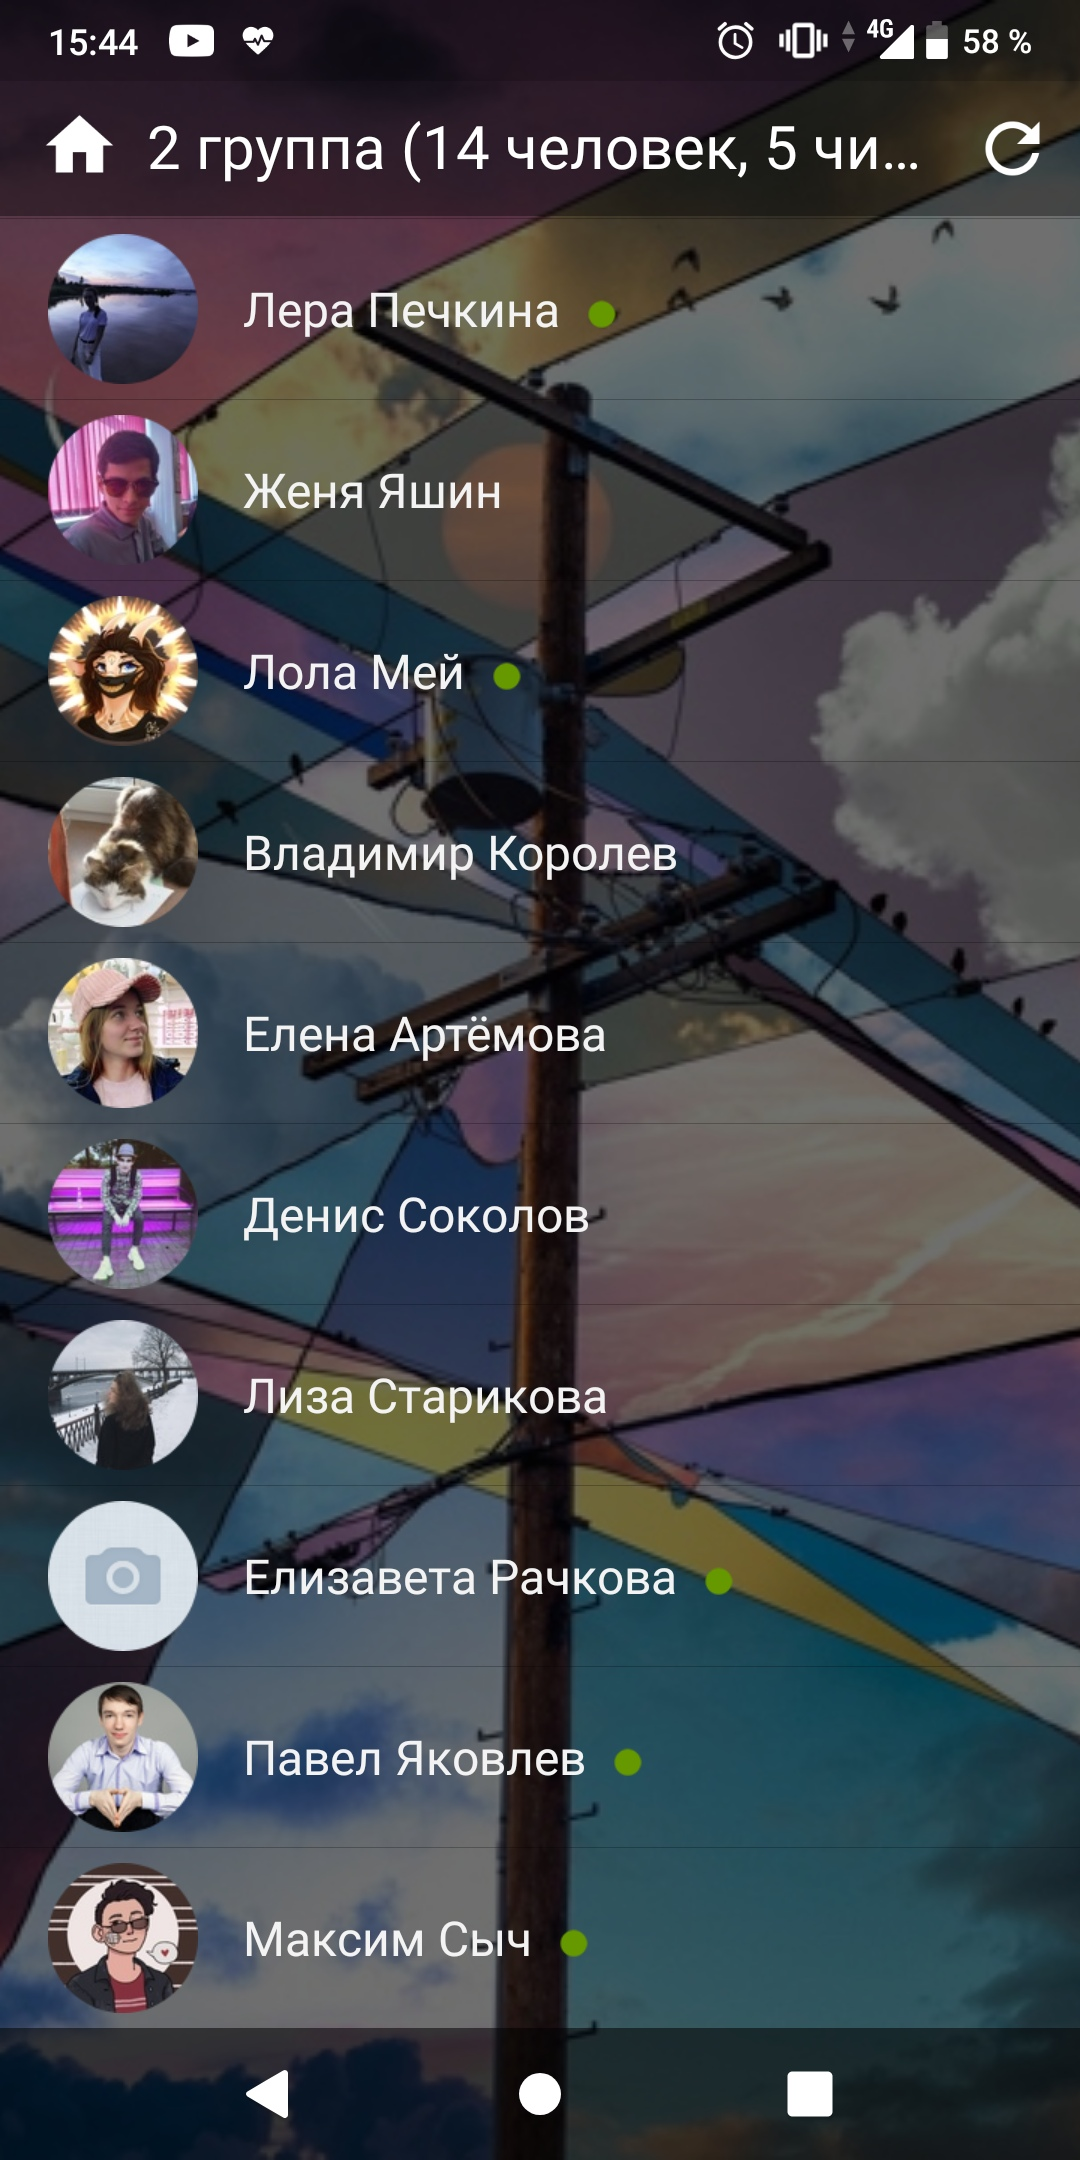 15:44
4G
58 %
2 группа (14 человек, 5 чи...
Лера Печкина
Женя Яшин
Лола Мей
Владимир Королев
Елена Артёмова
Денис Соколов
Лиза Старикова
Елизавета Рачкова
Павел Яковлев
Максим Сыч